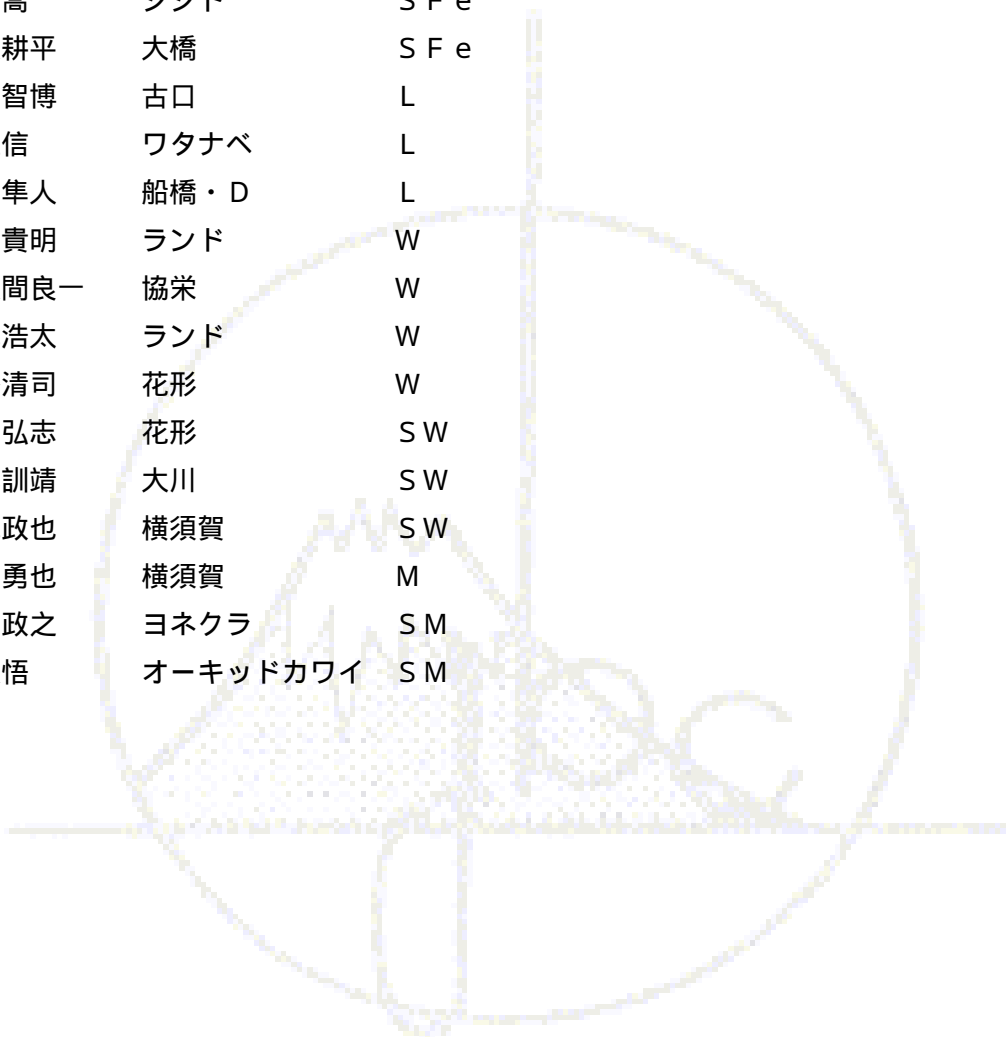 耕平 大橋 ＳＦｅ
智博 古口 Ｌ
信 ワタナベ Ｌ
隼人 船橋・Ｄ Ｌ
貴明 ランド Ｗ
間良一 協栄 Ｗ
浩太 ランド Ｗ
清司 花形 Ｗ
弘志 花形 ＳＷ
訓靖 大川 ＳＷ
政也 横須賀 ＳＷ
勇也 横須賀 Ｍ
政之 ヨネクラ ＳＭ
悟 オーキッドカワイ ＳＭ